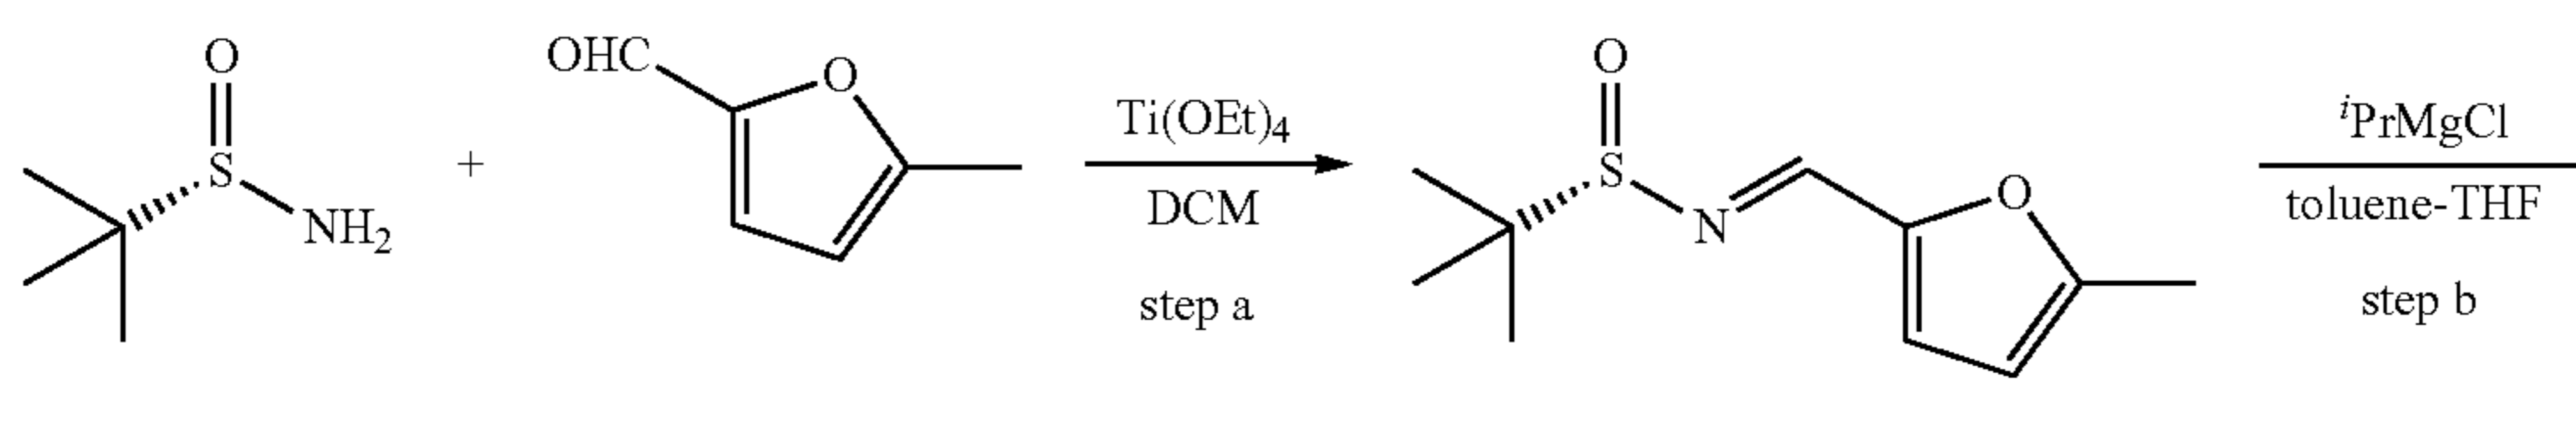 O
S
NH2
+
OHC
O
Ti(OEt)4
DCM
step a
O
S
N
O
iPrMgCl
toluene-THF
step b